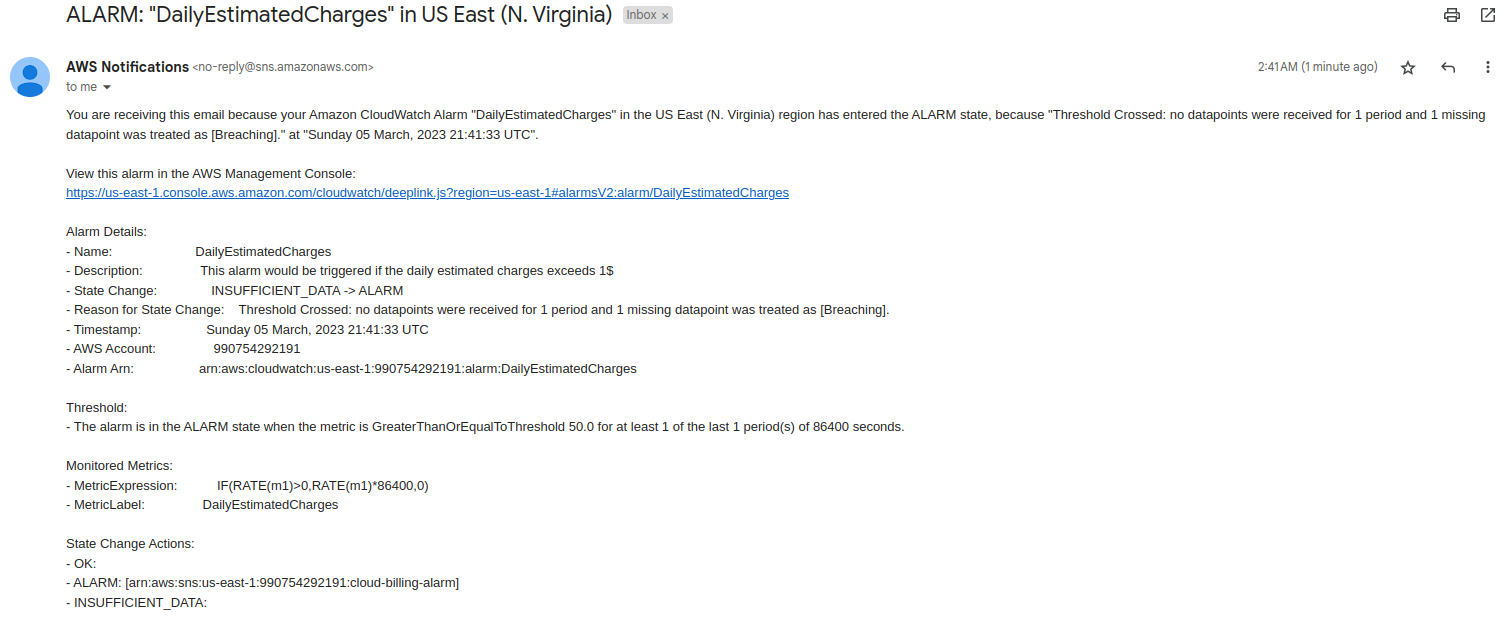 ALARM: "DailyEstimatedCharges" in US East (N. Virginia) Inbox ×
AWS Notifications <no-reply@sns.amazonaws.com> 2:41 AM (1 minute ago)
to me
You are receiving this email because your Amazon CloudWatch Alarm "DailyEstimatedCharges" in the US East (N. Virginia) region has entered the ALARM state, because "Threshold Crossed: no datapoints were received for 1 period and 1 missing
datapoint was treated as [Breaching]." at "Sunday 05 March, 2023 21:41:33 UTC".
View this alarm in the AWS Management Console:
https://us-east-1.console.aws.amazon.com/cloudwatch/deeplink.js?region=us-east-1#alarmsV2:alarm/DailyEstimatedCharges
Alarm Details:
- Name: DailyEstimatedCharges
- Description: This alarm would be triggered if the daily estimated charges exceeds 1$
- State Change: INSUFFICIENT_DATA -> ALARM
- Reason for State Change: Threshold Crossed: no datapoints were received for 1 period and 1 missing datapoint was treated as [Breaching].
- Timestamp: Sunday 05 March, 2023 21:41:33 UTC
- AWS Account: 990754292191
- Alarm Arn: arn:aws:cloudwatch:us-east-1:990754292191:alarm:DailyEstimatedCharges
Threshold:
- The alarm is in the ALARM state when the metric is GreaterThanOrEqualToThreshold 50.0 for at least 1 of the last 1 period(s) of 86400 seconds.
Monitored Metrics:
- MetricExpression: IF(RATE(m1)>0,RATE(m1)*86400,0)
- MetricLabel: DailyEstimatedCharges
State Change Actions:
- OK:
- ALARM: [arn:aws:sns:us-east-1:990754292191:cloud-billing-alarm]
- INSUFFICIENT_DATA: